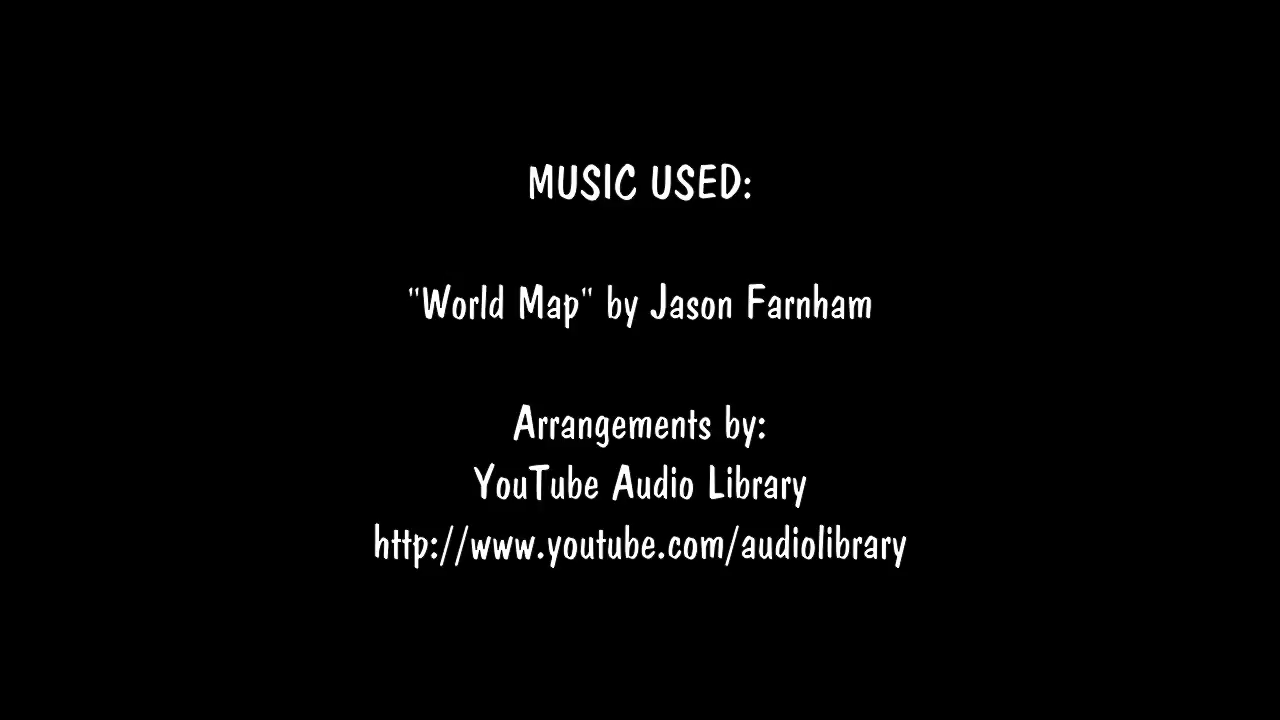 MUSIC USED:
"World Map" by Jason Farnham
Arrangements by:
YouTube Audio Library
http://www.youtube.com/audiolibrary